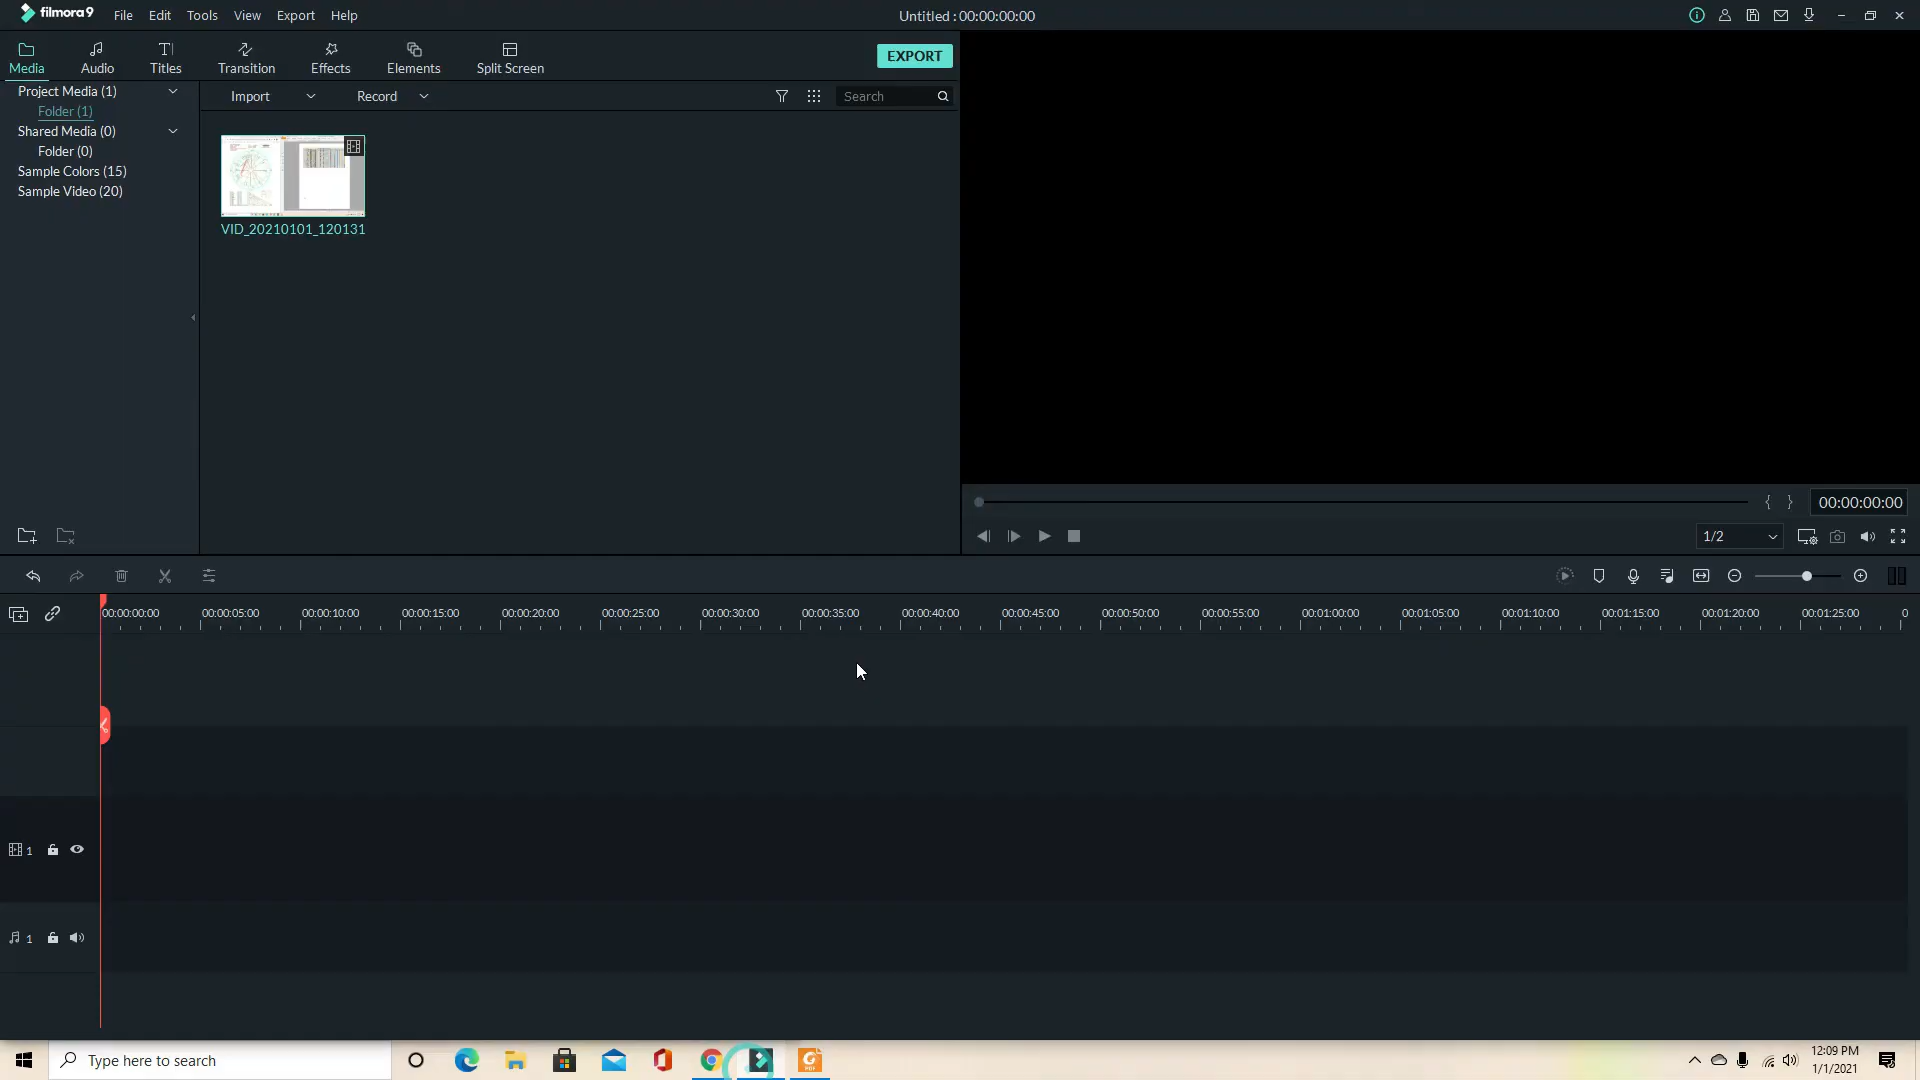 filmora9 File Edit Tools View Export Help Untitled : 00:00:00:00
Media Audio Titles Transition Effects Elements Split Screen EXPORT
Project Media (1) Import Record Search
Folder (1)
Shared Media (0)
Folder (0)
Sample Colors (15)
Sample Video (20)
VID_20210101_120131
{ } 00:00:00:00
1/2
00:00:00:00 00:00:05:00 00:00:10:00 00:00:15:00 00:00:20:00 00:00:25:00 00:00:30:00 00:00:35:00 00:00:40:00 00:00:45:00 00:00:50:00 00:00:55:00 00:01:00:00 00:01:05:00 00:01:10:00 00:01:15:00 00:01:20:00 00:01:25:00 0
1
1
Type here to search 12:09 PM
1/1/2021